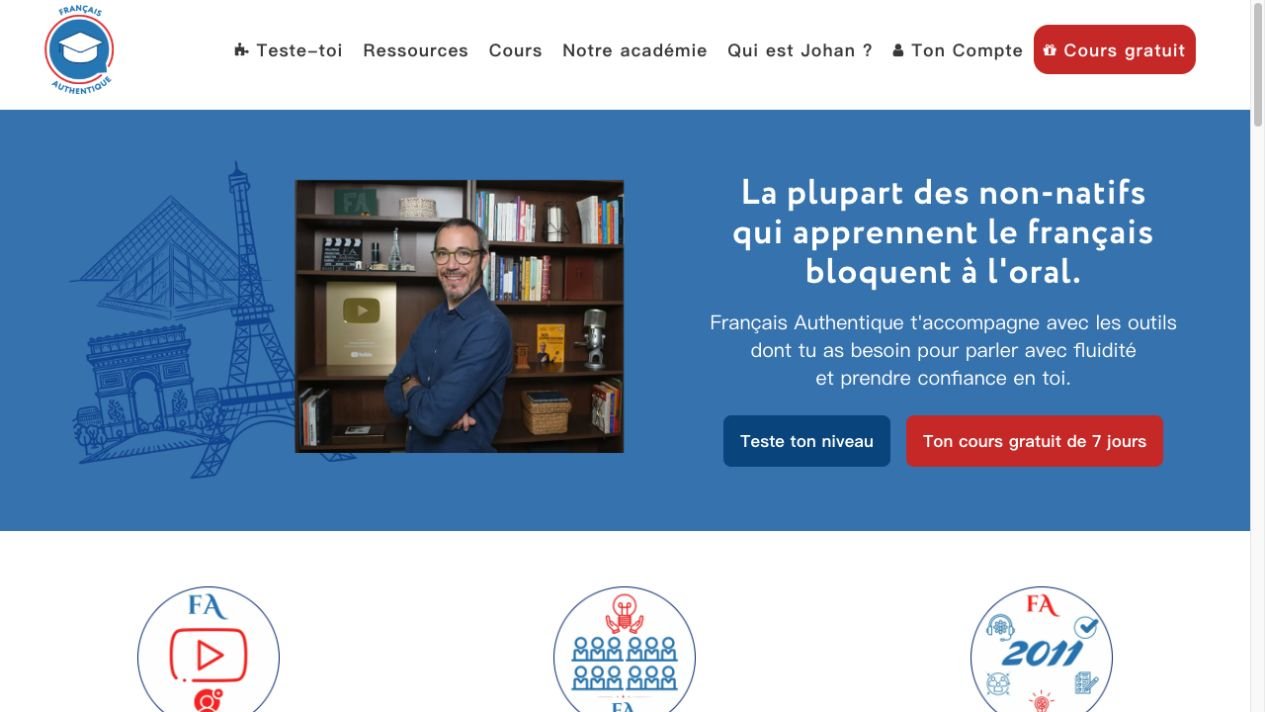 FRANÇAIS
AUTHENTIQUE
Teste-toi
Ressources
Cours
Notre académie
Qui est Johan ?
Ton Compte
Cours gratuit
La plupart des non-natifs
qui apprennent le français
bloquent à l'oral.
Français Authentique t'accompagne avec les outils
dont tu as besoin pour parler avec fluidité
et prendre confiance en toi.
Teste ton niveau
Ton cours gratuit de 7 jours
FA
FA
YouTube
FA
FA
2011
FA